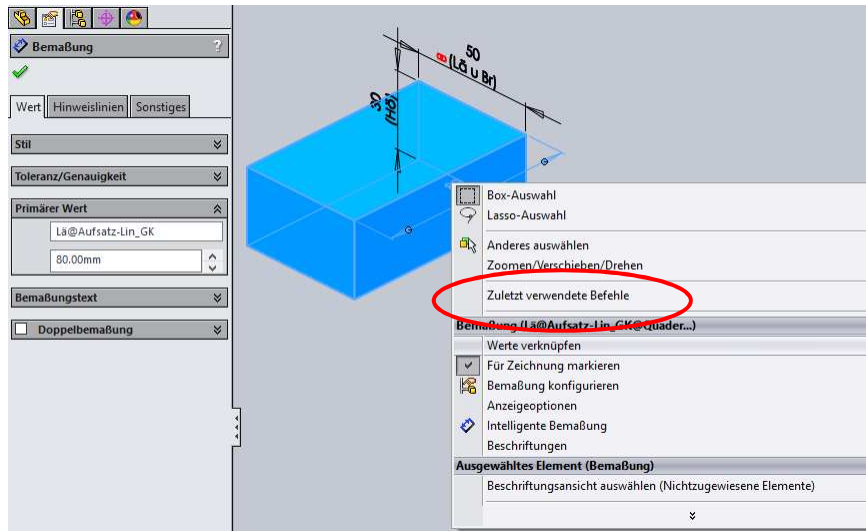 Bemaßung ?
Wert Hinweislinien Sonstiges
Stil
Toleranz/Genauigkeit
Primärer Wert
Lä@Aufsatz-Lin_GK
80.00mm
Bemaßungstext
Doppelbemaßung
50
(Lä u Br)
30
(Hö)
Box-Auswahl
Lasso-Auswahl
Anderes auswählen
Zoomen/Verschieben/Drehen
Zuletzt verwendete Befehle
Bemaßung (Lä@Aufsatz-Lin_GK@Quader...)
Werte verknüpfen
Für Zeichnung markieren
Bemaßung konfigurieren
Anzeigeoptionen
Intelligente Bemaßung
Beschriftungen
Ausgewähltes Element (Bemaßung)
Beschriftungsansicht auswählen (Nichtzugewiesene Elemente)